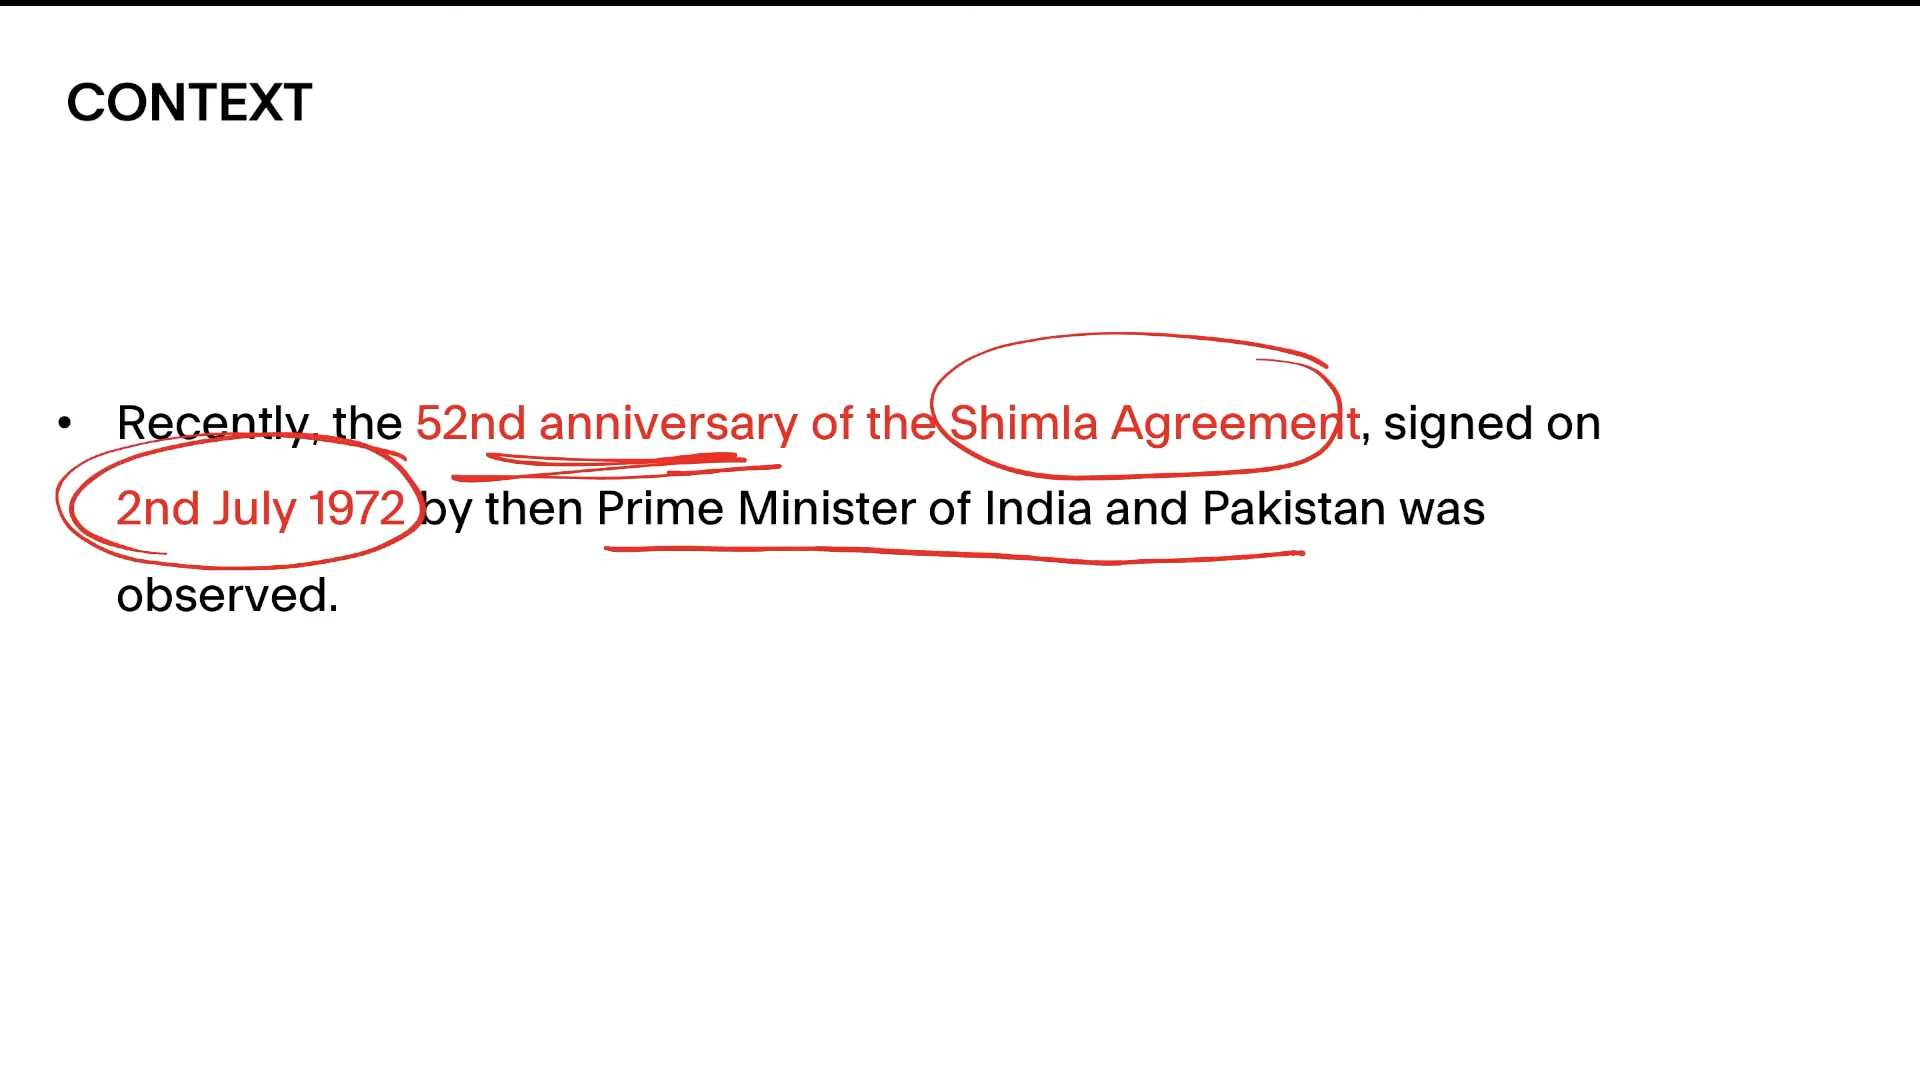 CONTEXT
• Recently, the 52nd anniversary of the Shimla Agreement, signed on
2nd July 1972 by then Prime Minister of India and Pakistan was
observed.